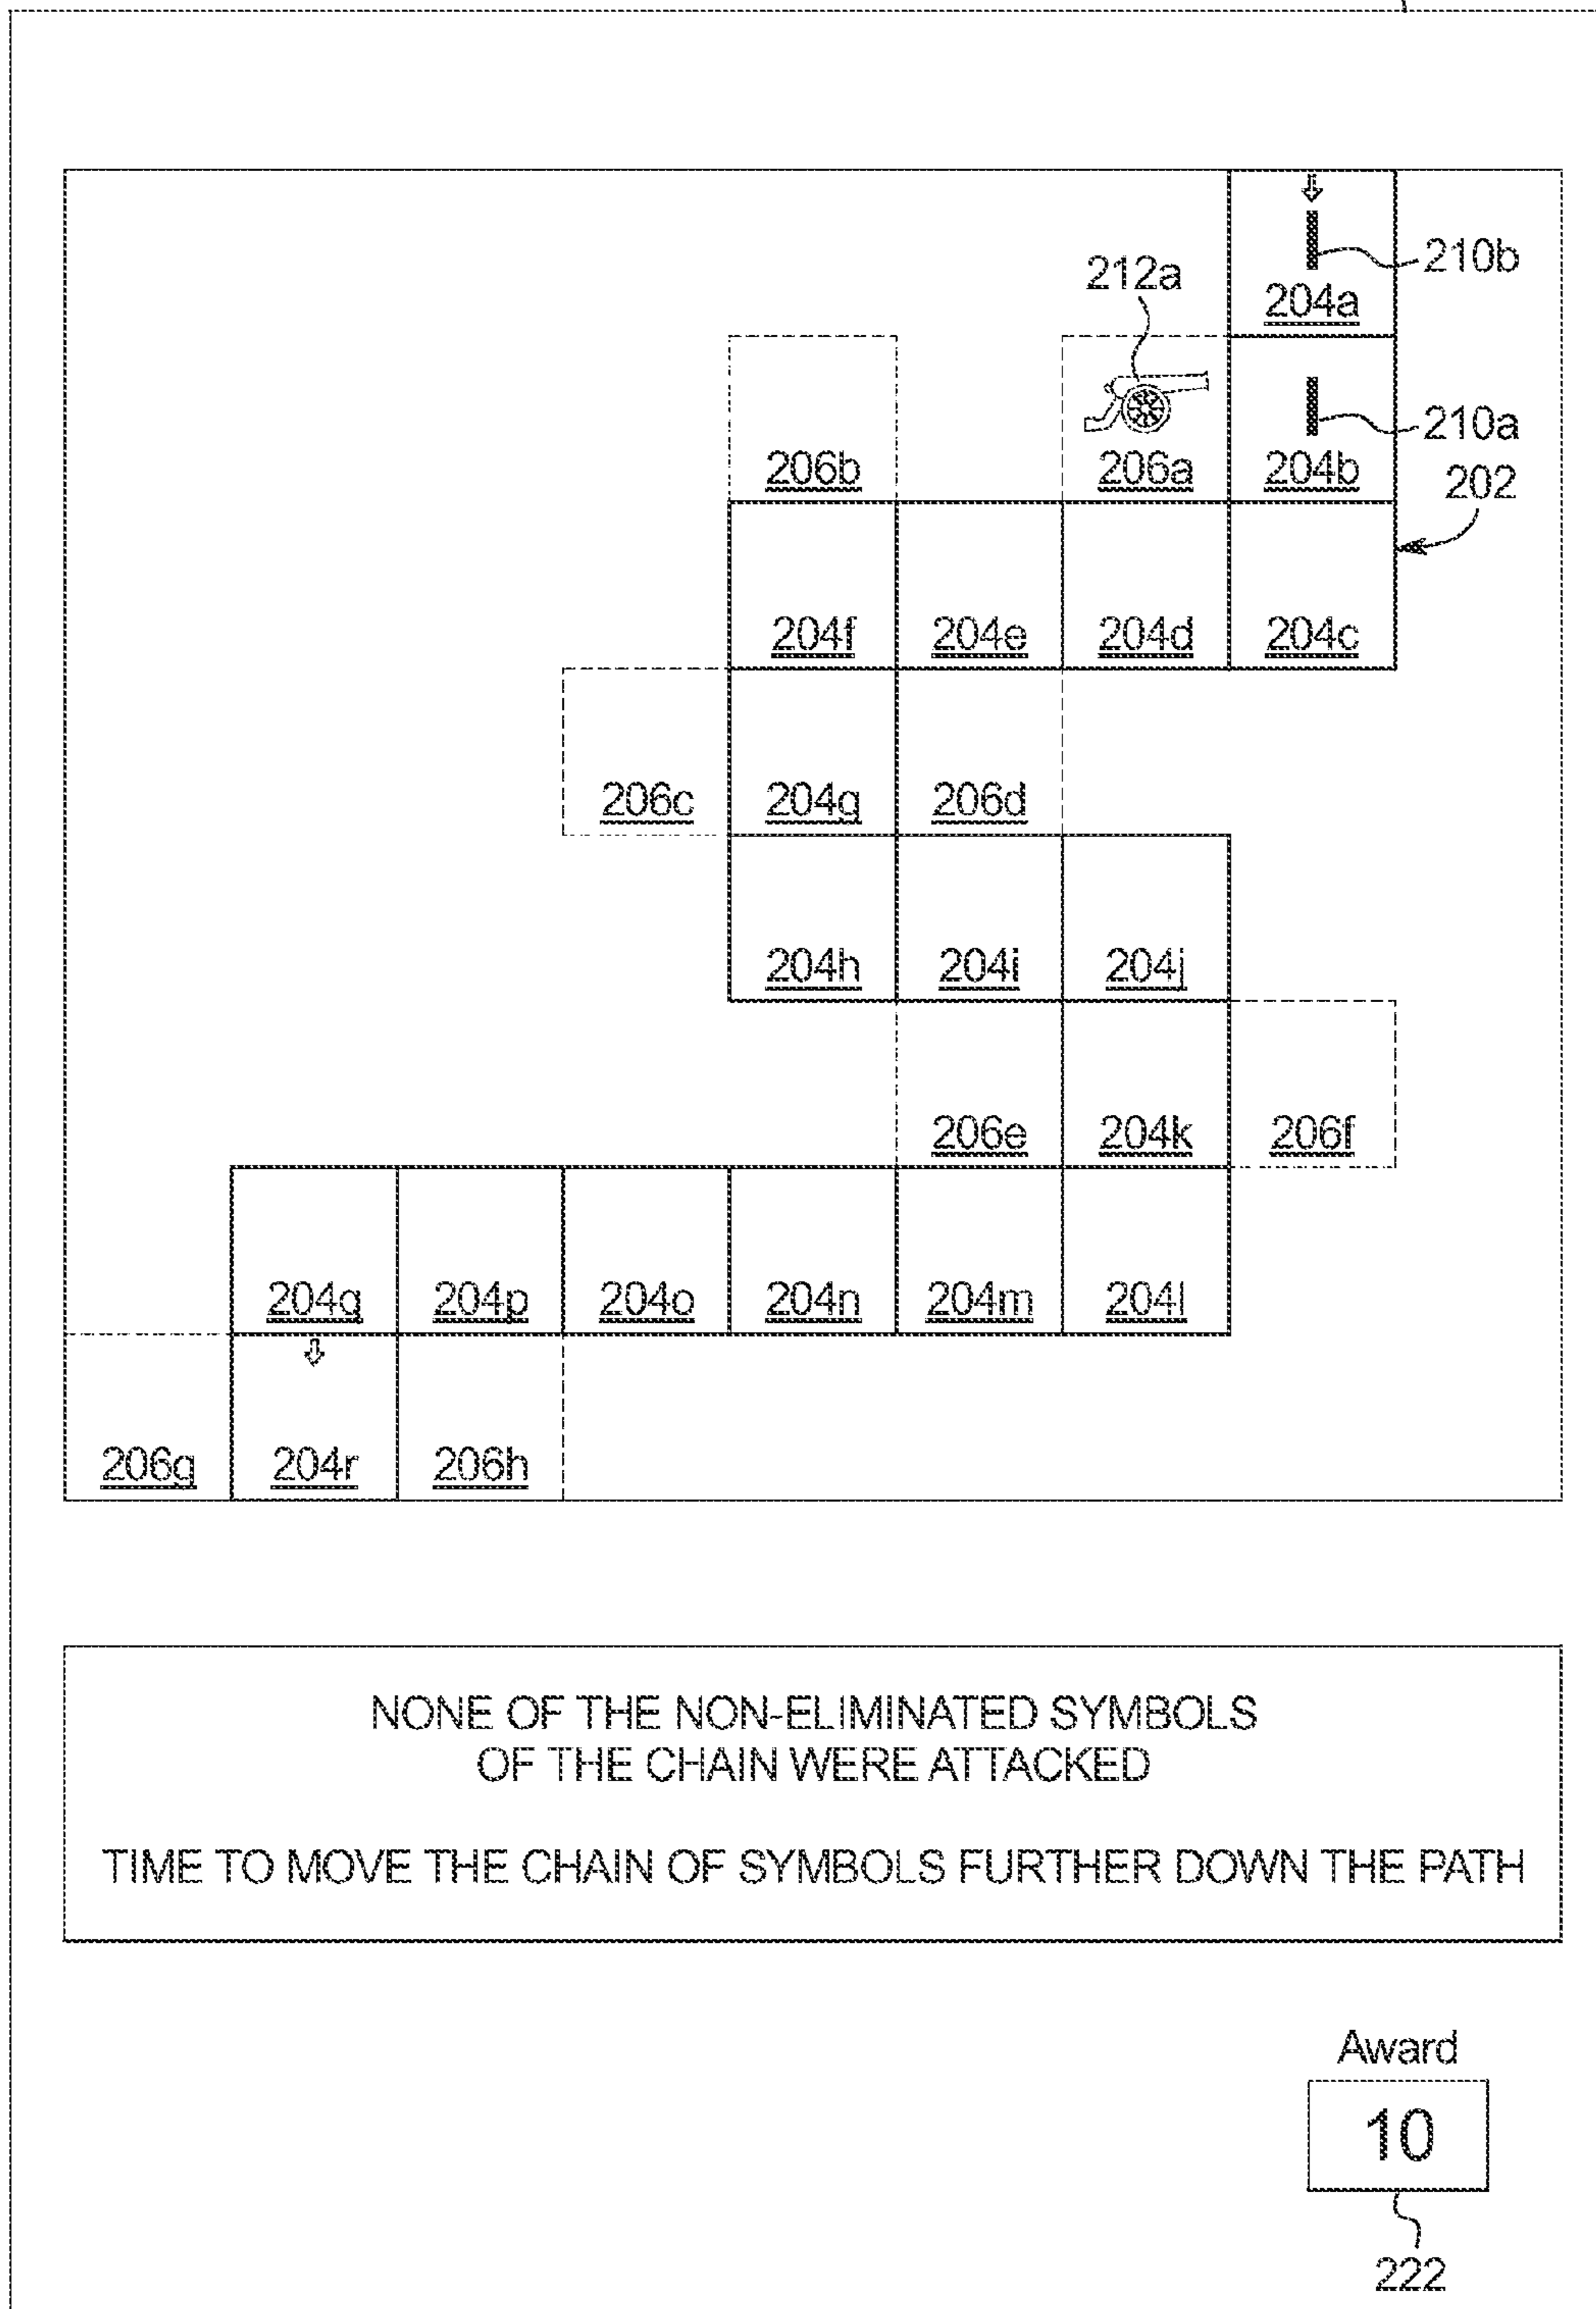 210b
212a
204a
210a
206b 206a 204b
202
204f 204e 204d 204c
206c 204g 206d
204h 204i 204j
206e 204k 206f
204q 204p 204o 204n 204m 204l
206g 204r 206h
NONE OF THE NON-ELIMINATED SYMBOLS
OF THE CHAIN WERE ATTACKED
TIME TO MOVE THE CHAIN OF SYMBOLS FURTHER DOWN THE PATH
Award
10
222